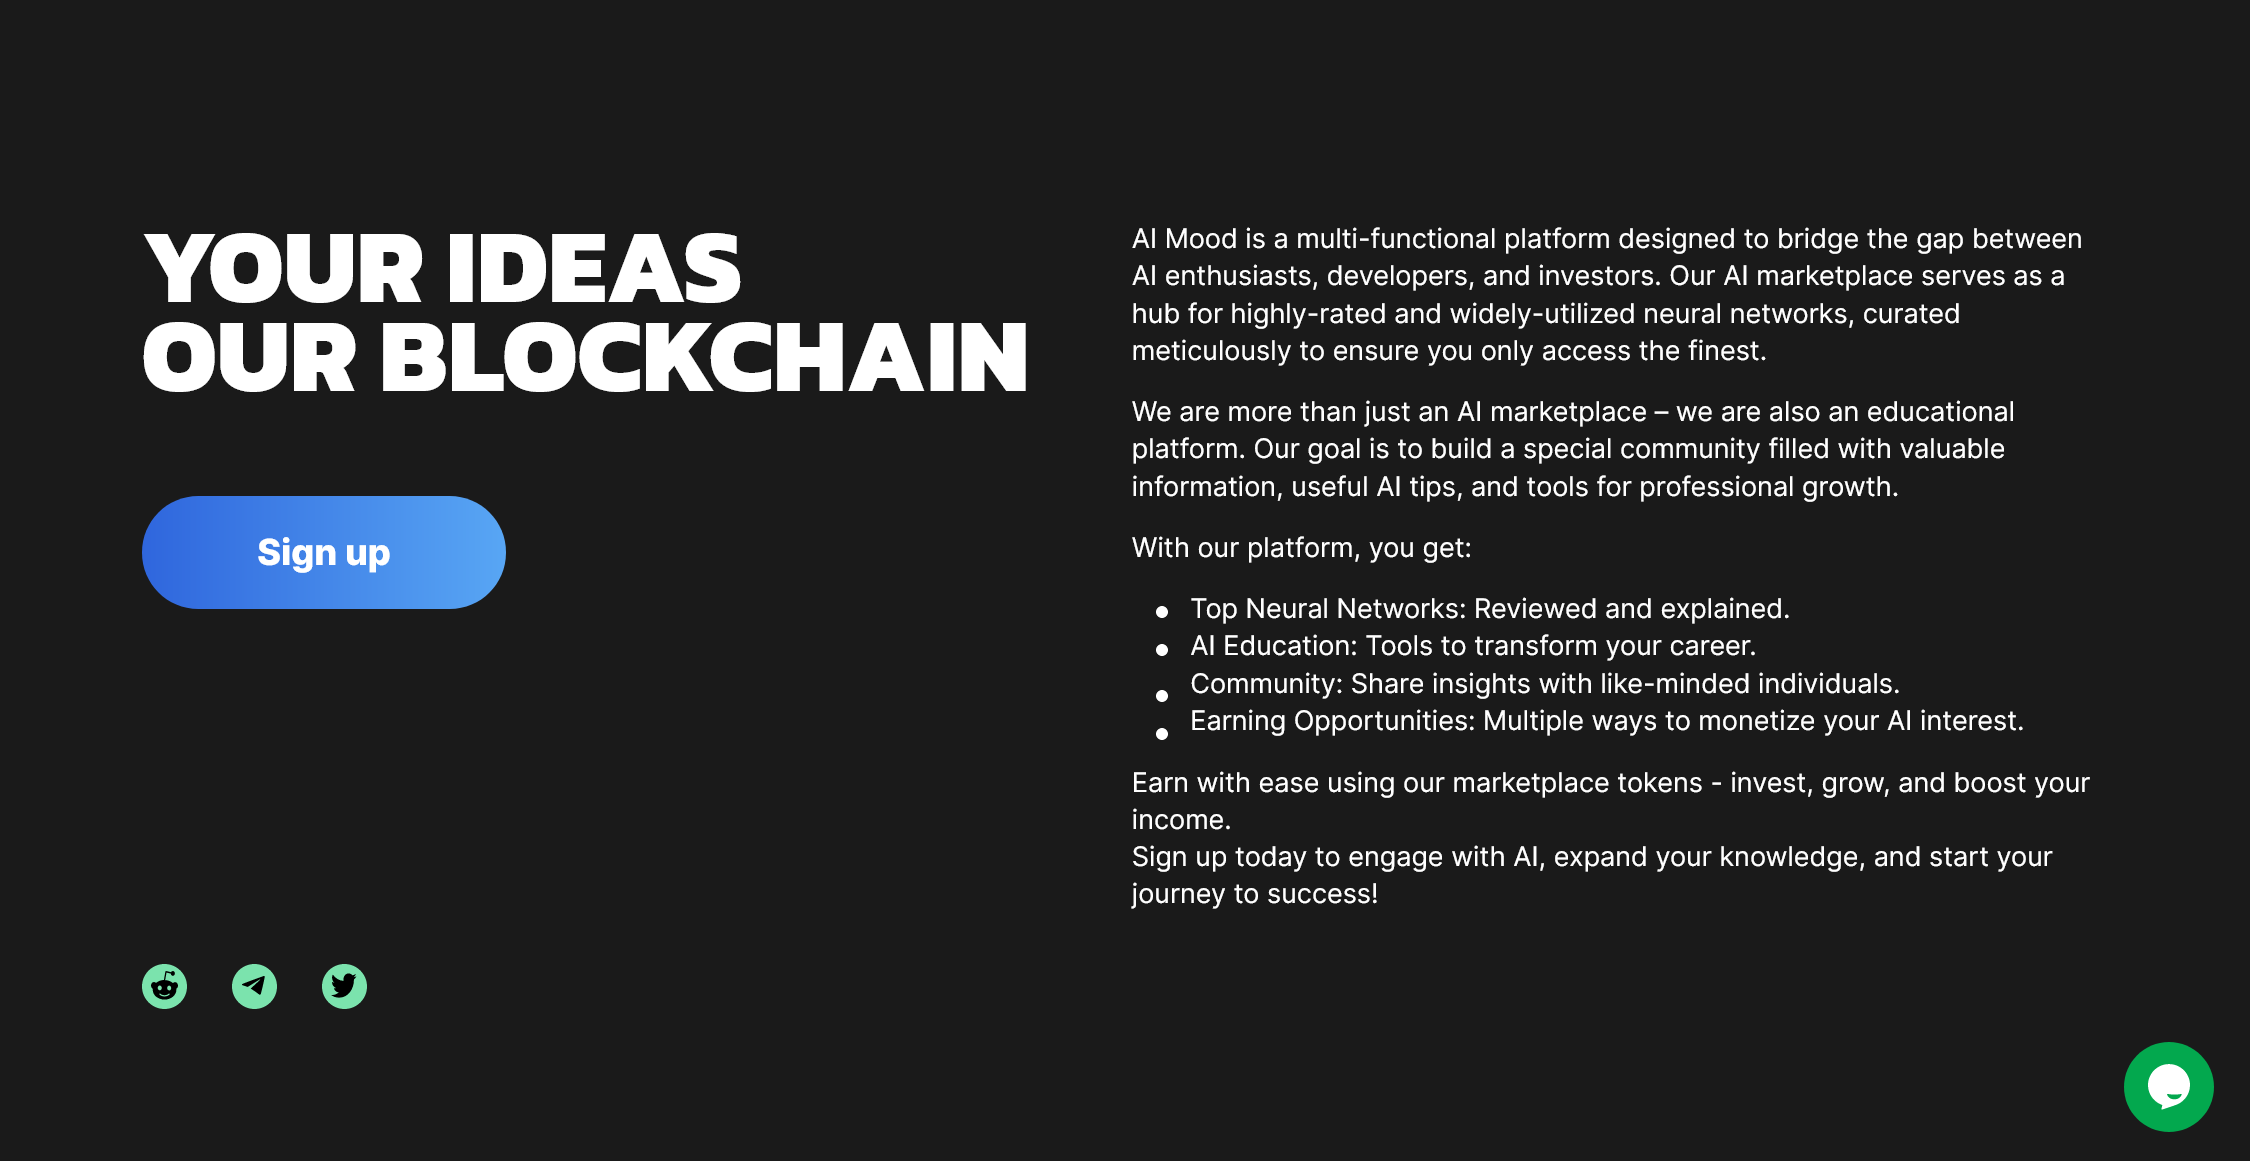 YOUR IDEAS
OUR BLOCKCHAIN
Sign up
AI Mood is a multi-functional platform designed to bridge the gap between
AI enthusiasts, developers, and investors. Our AI marketplace serves as a
hub for highly-rated and widely-utilized neural networks, curated
meticulously to ensure you only access the finest.
We are more than just an AI marketplace – we are also an educational
platform. Our goal is to build a special community filled with valuable
information, useful AI tips, and tools for professional growth.
With our platform, you get:
Top Neural Networks: Reviewed and explained.
AI Education: Tools to transform your career.
Community: Share insights with like-minded individuals.
Earning Opportunities: Multiple ways to monetize your AI interest.
Earn with ease using our marketplace tokens - invest, grow, and boost your
income.
Sign up today to engage with AI, expand your knowledge, and start your
journey to success!